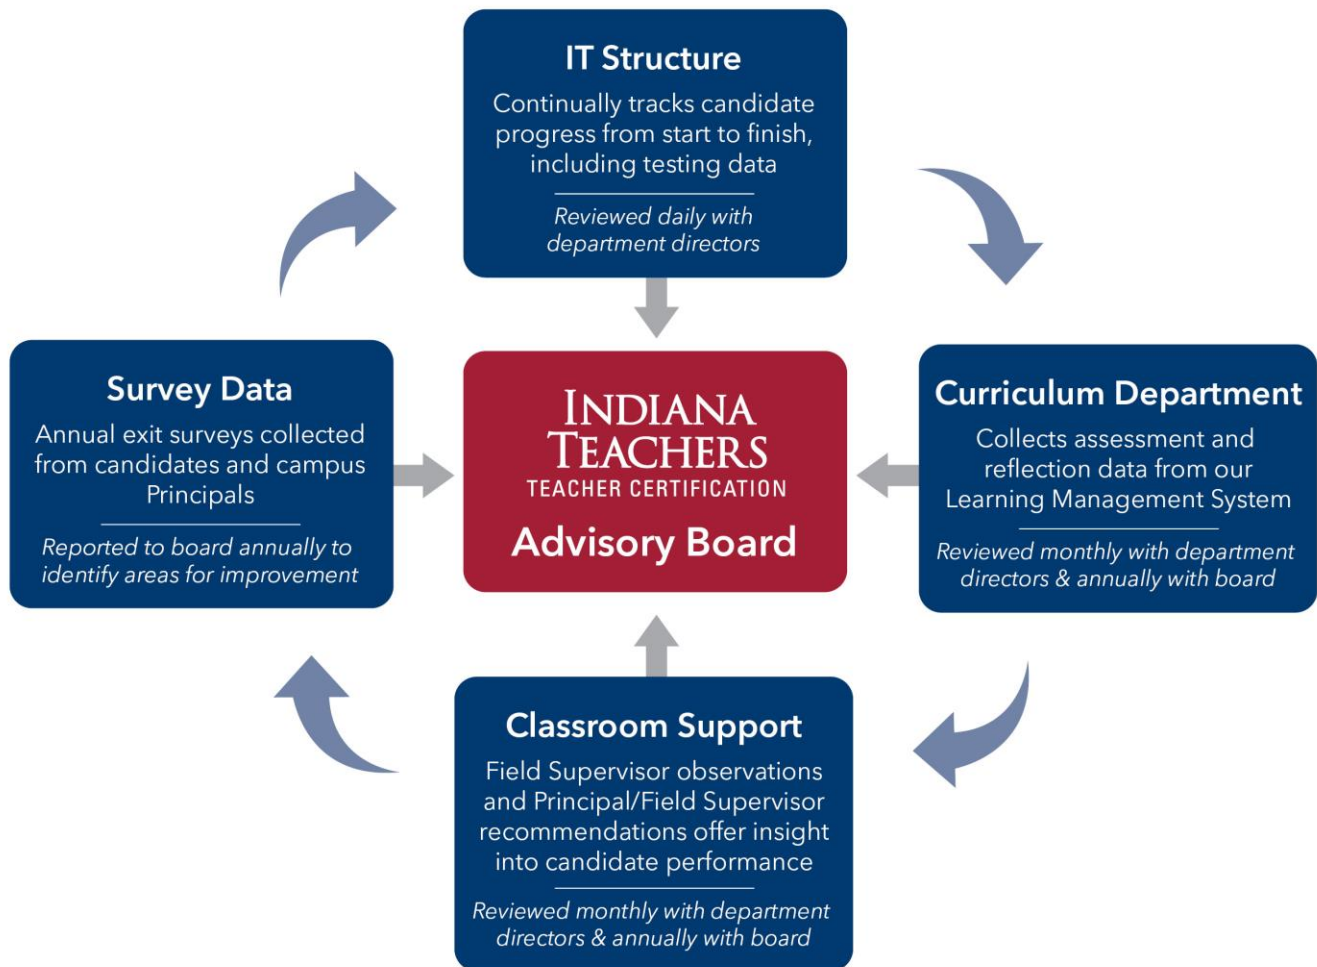 IT Structure
Continually tracks candidate
progress from start to finish,
including testing data
Reviewed daily with
department directors
Survey Data
Annual exit surveys collected
from candidates and campus
Principals
Reported to board annually to
identify areas for improvement
INDIANA
TEACHERS
TEACHER CERTIFICATION
Advisory Board
Curriculum Department
Collects assessment and
reflection data from our
Learning Management System
Reviewed monthly with department
directors & annually with board
Classroom Support
Field Supervisor observations
and Principal/Field Supervisor
recommendations offer insight
into candidate performance
Reviewed monthly with department
directors & annually with board